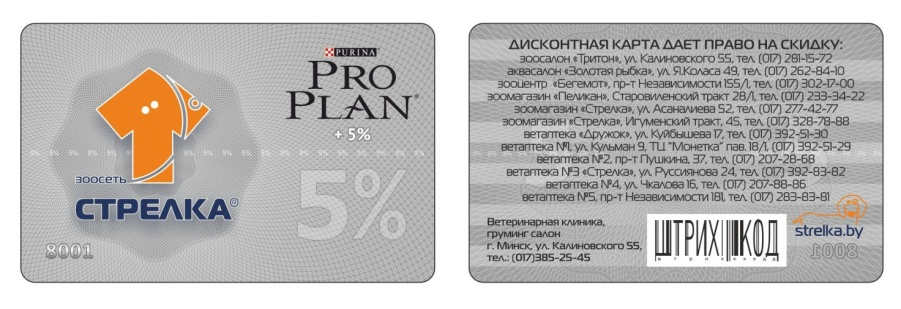 PURINA
PRO
PLAN®
+ 5%
зоосеть
СТРЕЛКА®
5%
8001
ДИСКОНТНАЯ КАРТА ДАЕТ ПРАВО НА СКИДКУ:
зоосалон «Тритон», ул. Калиновского 55, тел. (017) 281-15-72
аквасалон «Золотая рыбка», ул. Я.Коласа 49, тел. (017) 262-84-10
зооцентр «Бегемот», пр-т Независимости 155/1, тел. (017) 302-17-00
зоомагазин «Пеликан», Старовиленский тракт 28/1, тел. (017) 293-34-22
зоомагазин «Стрелка», ул. Асаналиева 52, тел. (017) 277-42-77
зоомагазин «Стрелка», Игуменский тракт, 45, тел. (017) 328-78-88
ветаптека «Дружок», ул. Куйбышева 17, тел. (017) 392-51-30
ветаптека №1, ул. Кульман 9, ТЦ "Монетка" пав. 18/1, тел. (017) 392-51-29
ветаптека №2, пр-т Пушкина, 37, тел. (017) 207-28-68
ветаптека №3 «Стрелка», ул. Руссиянова 24, тел. (017) 392-83-82
ветаптека №4, ул. Чкалова 16, тел. (017) 207-88-86
ветаптека №5, пр-т Независимости 181, тел. (017) 283-83-81
Ветеринарная клиника,
груминг салон
г. Минск, ул. Калиновского 55,
тел.: (017)385-25-45
ШТРИХ КОД
штрихкод
strelka.by
8001